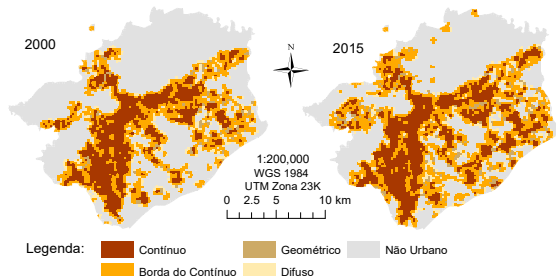 2000
2015
N
1:200,000
WGS 1984
UTM Zona 23K
0 2.5 5 10 km
Legenda:
Contínuo
Geométrico
Não Urbano
Borda do Contínuo
Difuso